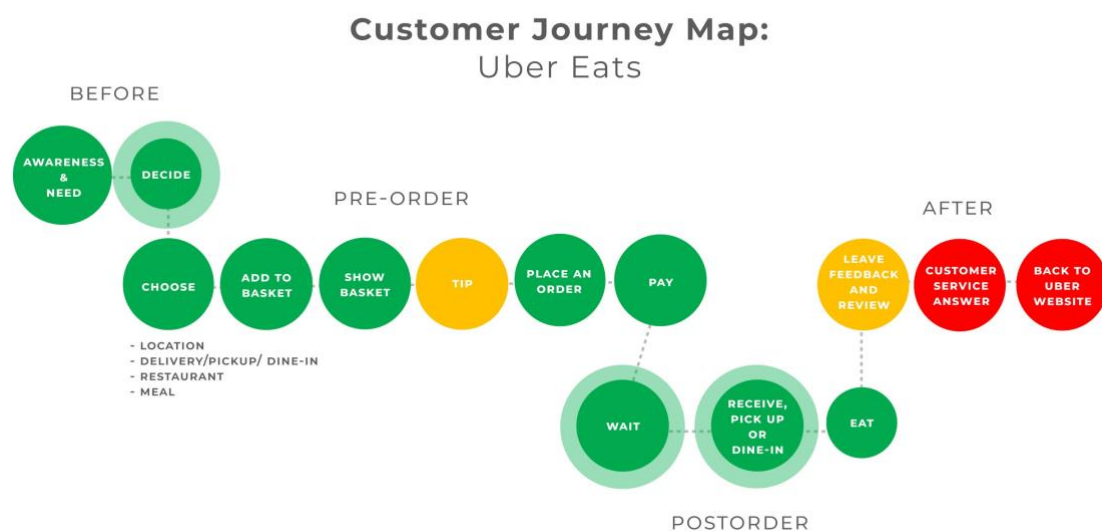 Customer Journey Map:
Uber Eats
BEFORE
AWARENESS
&
NEED
DECIDE
PRE-ORDER
CHOOSE
- LOCATION
- DELIVERY/PICKUP/ DINE-IN
- RESTAURANT
- MEAL
ADD TO
BASKET
SHOW
BASKET
TIP
PLACE AN
ORDER
PAY
WAIT
RECEIVE,
PICK UP
OR
DINE-IN
EAT
POSTORDER
AFTER
LEAVE
FEEDBACK
AND
REVIEW
CUSTOMER
SERVICE
ANSWER
BACK TO
UBER
WEBSITE